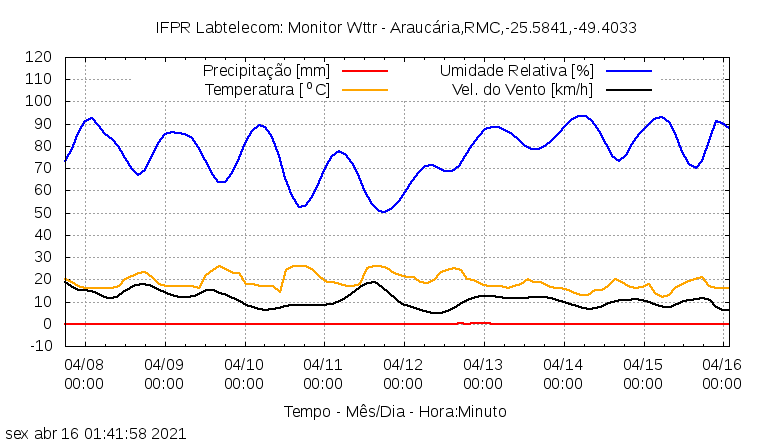 IFPR Labtelecom: Monitor Wttr - Araucária,RMC,-25.5841,-49.4033
Precipitação [mm] Umidade Relativa [%]
Temperatura [ ⁰C] Vel. do Vento [km/h]
120
110
100
90
80
70
60
50
40
30
20
10
0
-10
04/08 04/09 04/10 04/11 04/12 04/13 04/14 04/15 04/16
00:00 00:00 00:00 00:00 00:00 00:00 00:00 00:00 00:00
Tempo - Mês/Dia - Hora:Minuto
sex abr 16 01:41:58 2021